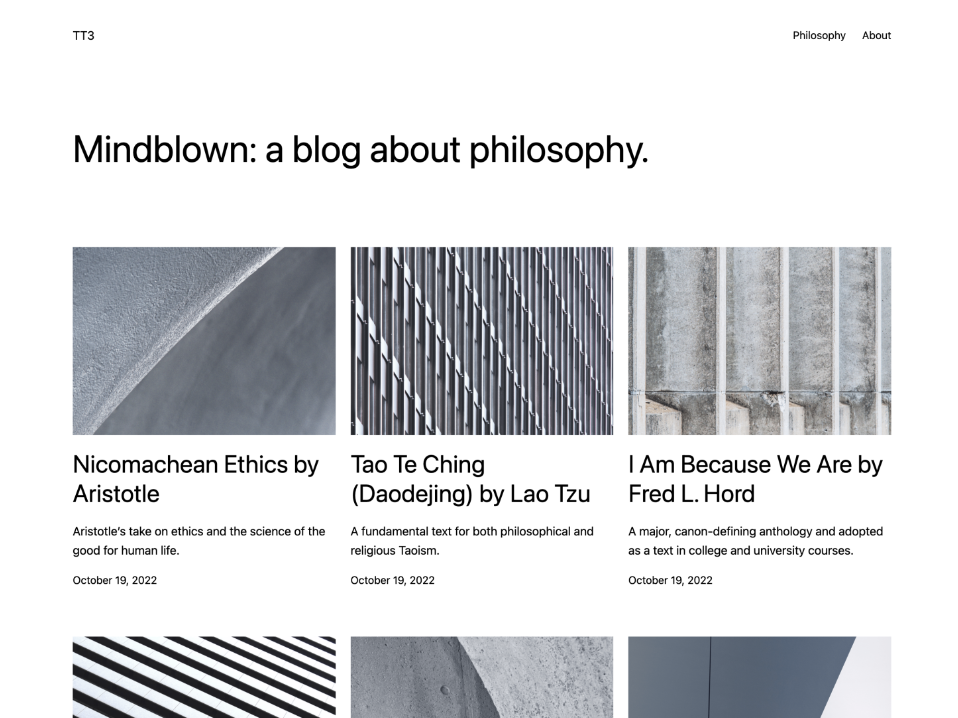 TT3
Philosophy About
Mindblown: a blog about philosophy.
Nicomachean Ethics by
Aristotle
Aristotle's take on ethics and the science of the
good for human life.
October 19, 2022
Tao Te Ching
(Daodejing) by Lao Tzu
A fundamental text for both philosophical and
religious Taoism.
October 19, 2022
I Am Because We Are by
Fred L. Hord
A major, canon-defining anthology and adopted
as a text in college and university courses.
October 19, 2022